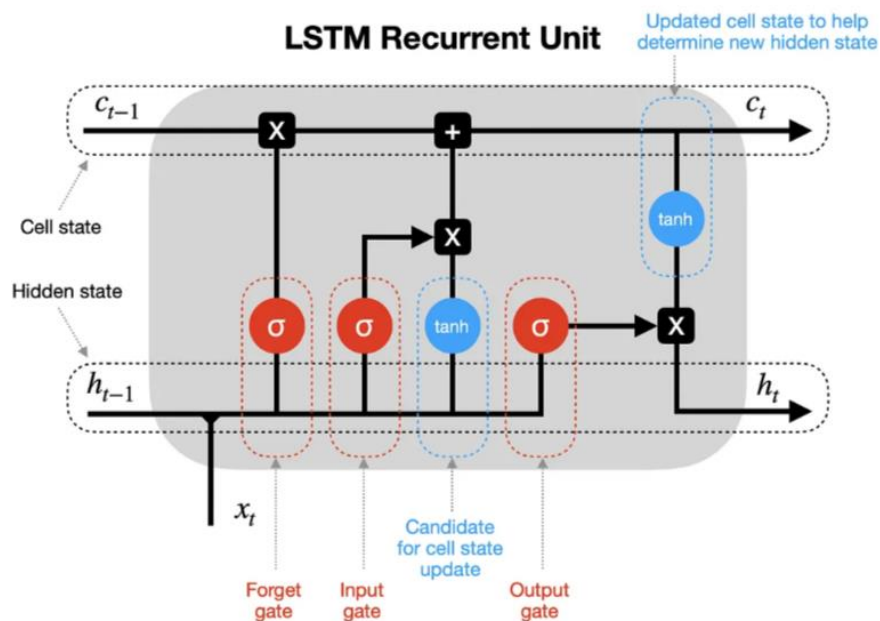 Updated cell state to help
determine new hidden state
LSTM Recurrent Unit
c_{t-1}
c_t
X
+
Cell state
tanh
X
Hidden state
σ
σ
tanh
σ
X
h_{t-1}
h_t
x_t
Candidate
for cell state
update
Forget
gate
Input
gate
Output
gate